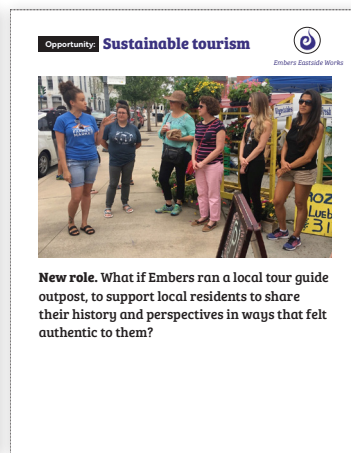 Opportunity: Sustainable tourism
Embers Eastside Works
New role. What if Embers ran a local tour guide
outpost, to support local residents to share
their history and perspectives in ways that felt
authentic to them?